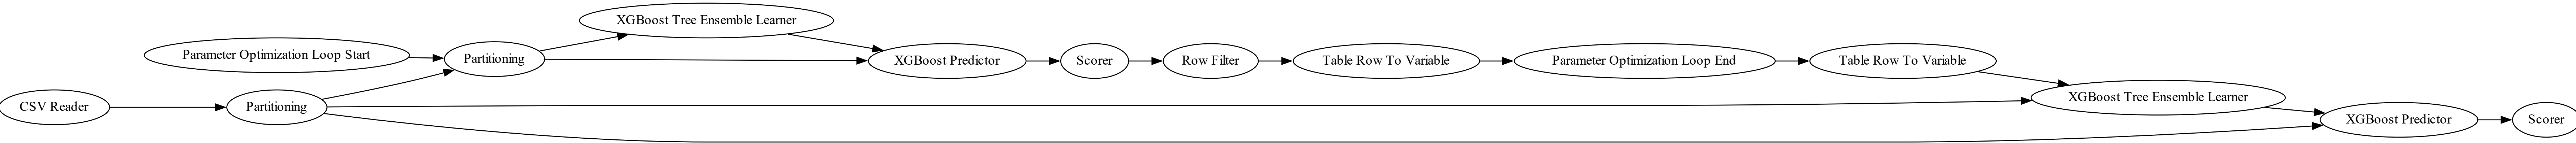 XGBoost Tree Ensemble Learner
Parameter Optimization Loop Start
Partitioning
XGBoost Predictor
Scorer
Row Filter
Table Row To Variable
Parameter Optimization Loop End
Table Row To Variable
CSV Reader
Partitioning
XGBoost Tree Ensemble Learner
XGBoost Predictor
Scorer